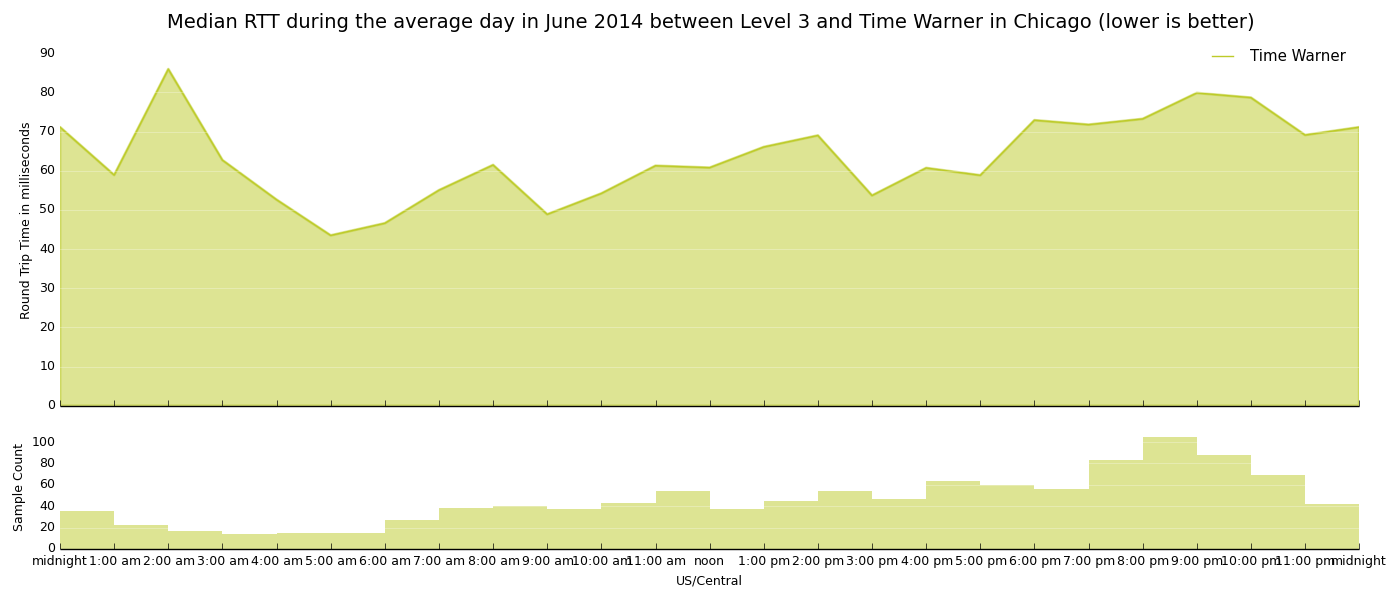 Median RTT during the average day in June 2014 between Level 3 and Time Warner in Chicago (lower is better)
Time Warner
Round Trip Time in milliseconds
90
80
70
60
50
40
30
20
10
0
Sample Count
100
80
60
40
20
0
midnight 1:00 am 2:00 am 3:00 am 4:00 am 5:00 am 6:00 am 7:00 am 8:00 am 9:00 am 10:00 am 11:00 am noon 1:00 pm 2:00 pm 3:00 pm 4:00 pm 5:00 pm 6:00 pm 7:00 pm 8:00 pm 9:00 pm 10:00 pm 11:00 pm midnight
US/Central